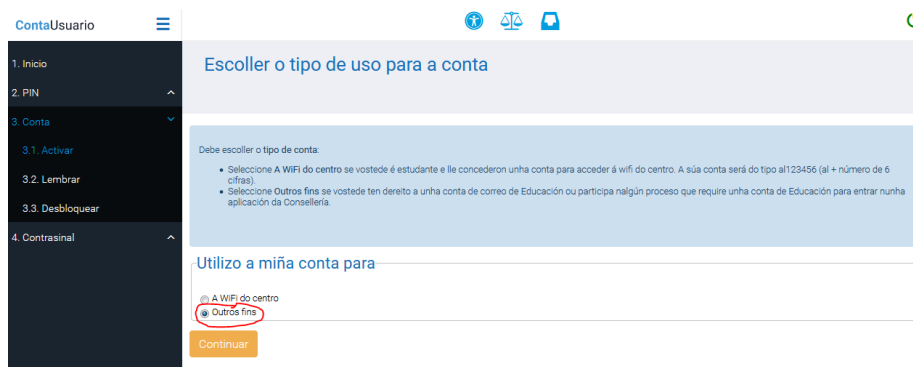 ContaUsuario
1. Inicio
2. PIN
3. Conta
3.1. Activar
3.2. Lembrar
3.3. Desbloquear
4. Contrasinal
Escoller o tipo de uso para a conta
Debe escoller o tipo de conta:
Seleccione A WiFi do centro se vostede é estudante e lle concederon unha conta para acceder á wifi do centro. A súa conta será do tipo al123456 (al + número de 6
cifras).
Seleccione Outros fins se vostede ten dereito a unha conta de correo de Educación ou participa nalgún proceso que require unha conta de Educación para entrar nunha
aplicación da Consellería.
Utilizo a miña conta para
A WiFi do centro
Outros fins
Continuar